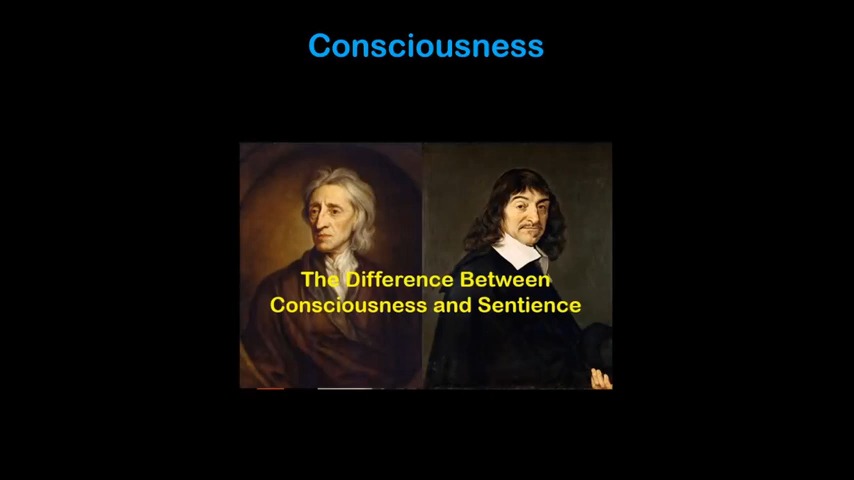 Consciousness
The Difference Between
Consciousness and Sentience